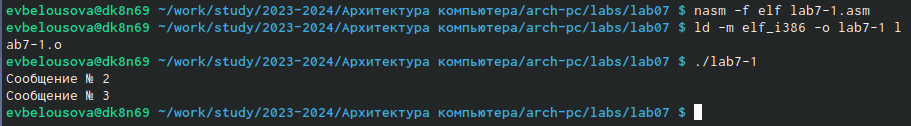 evbelousova@dk8n69 ~/work/study/2023-2024/Архитектура компьютера/arch-pc/labs/lab07 $ nasm -f elf lab7-1.asm
evbelousova@dk8n69 ~/work/study/2023-2024/Архитектура компьютера/arch-pc/labs/lab07 $ ld -m elf_i386 -o lab7-1 l
ab7-1.o
evbelousova@dk8n69 ~/work/study/2023-2024/Архитектура компьютера/arch-pc/labs/lab07 $ ./lab7-1
Сообщение № 2
Сообщение № 3
evbelousova@dk8n69 ~/work/study/2023-2024/Архитектура компьютера/arch-pc/labs/lab07 $